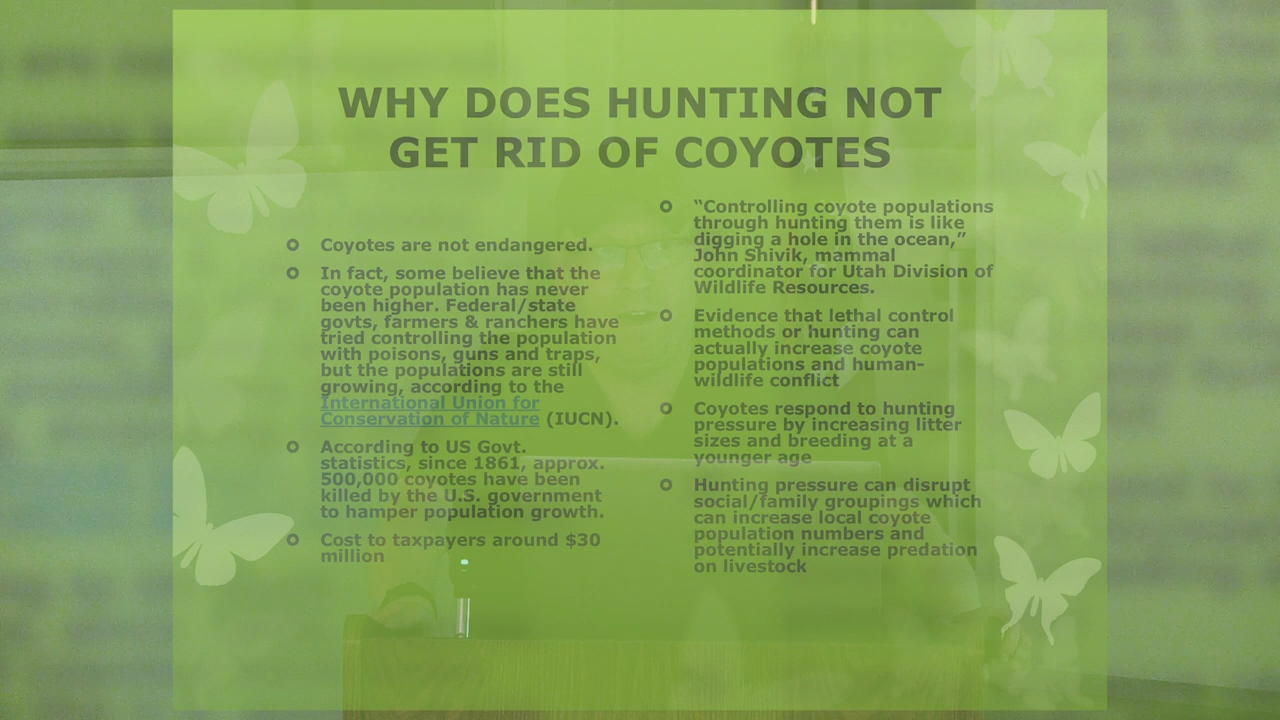 WHY DOES HUNTING NOT
GET RID OF COYOTES
Coyotes are not endangered.
In fact, some believe that the
coyote population has never
been higher. Federal/state
govts, farmers & ranchers have
tried controlling the population
with poisons, guns and traps,
but the populations are still
growing, according to the
International Union for
Conservation of Nature (IUCN).
According to US Govt.
statistics, since 1861, approx.
500,000 coyotes have been
killed by the U.S. government
to hamper population growth.
Cost to taxpayers around $30
million
“Controlling coyote populations
through hunting them is like
digging a hole in the ocean,”
John Shivik, mammal
coordinator for Utah Division of
Wildlife Resources.
Evidence that lethal control
methods or hunting can
actually increase coyote
populations and human-
wildlife conflict
Coyotes respond to hunting
pressure by increasing litter
sizes and breeding at a
younger age
Hunting pressure can disrupt
social/family groupings which
can increase local coyote
population numbers and
potentially increase predation
on livestock